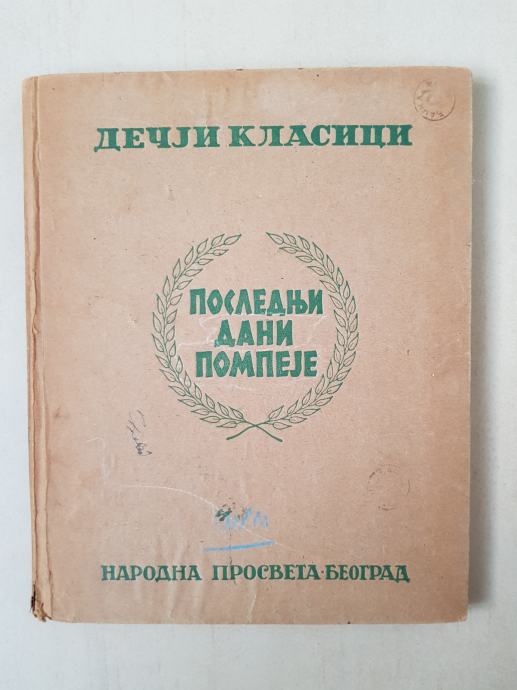 ДЕЧЈИ КЛАСИЦИ
ПОСЛЕДЊИ
ДАНИ
ПОМПЕЈЕ
НАРОДНА ПРОСВЕТА·БЕОГРАД